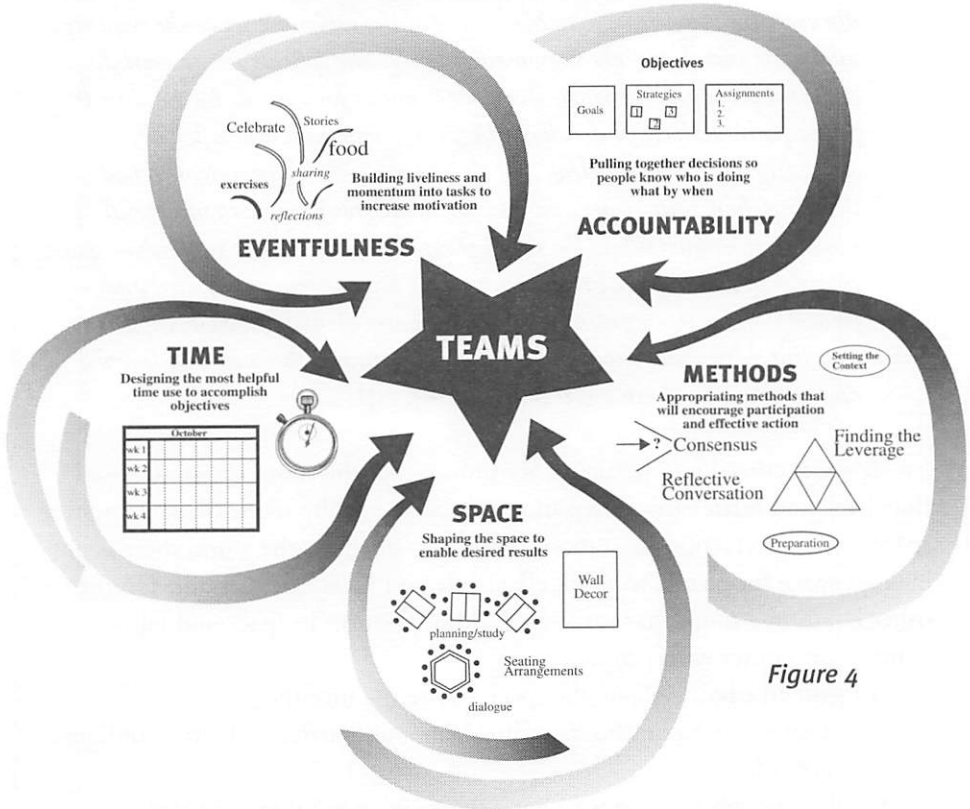 Celebrate
Stories
food
sharing
exercises
reflections
Building liveliness and
momentum into tasks to
increase motivation
EVENTFULNESS
Objectives
Goals
Strategies
1
3
2
Assignments
1.
2.
3.
Pulling together decisions so
people know who is doing
what by when
ACCOUNTABILITY
TEAMS
TIME
Designing the most helpful
time use to accomplish
objectives
October
wk 1
wk 2
wk 3
wk 4
METHODS
Setting the
Context
Appropriating methods that
will encourage participation
and effective action
? Consensus
Finding the
Leverage
Reflective
Conversation
Preparation
SPACE
Shaping the space to
enable desired results
Wall
Decor
planning/study
Seating
Arrangements
dialogue
Figure 4